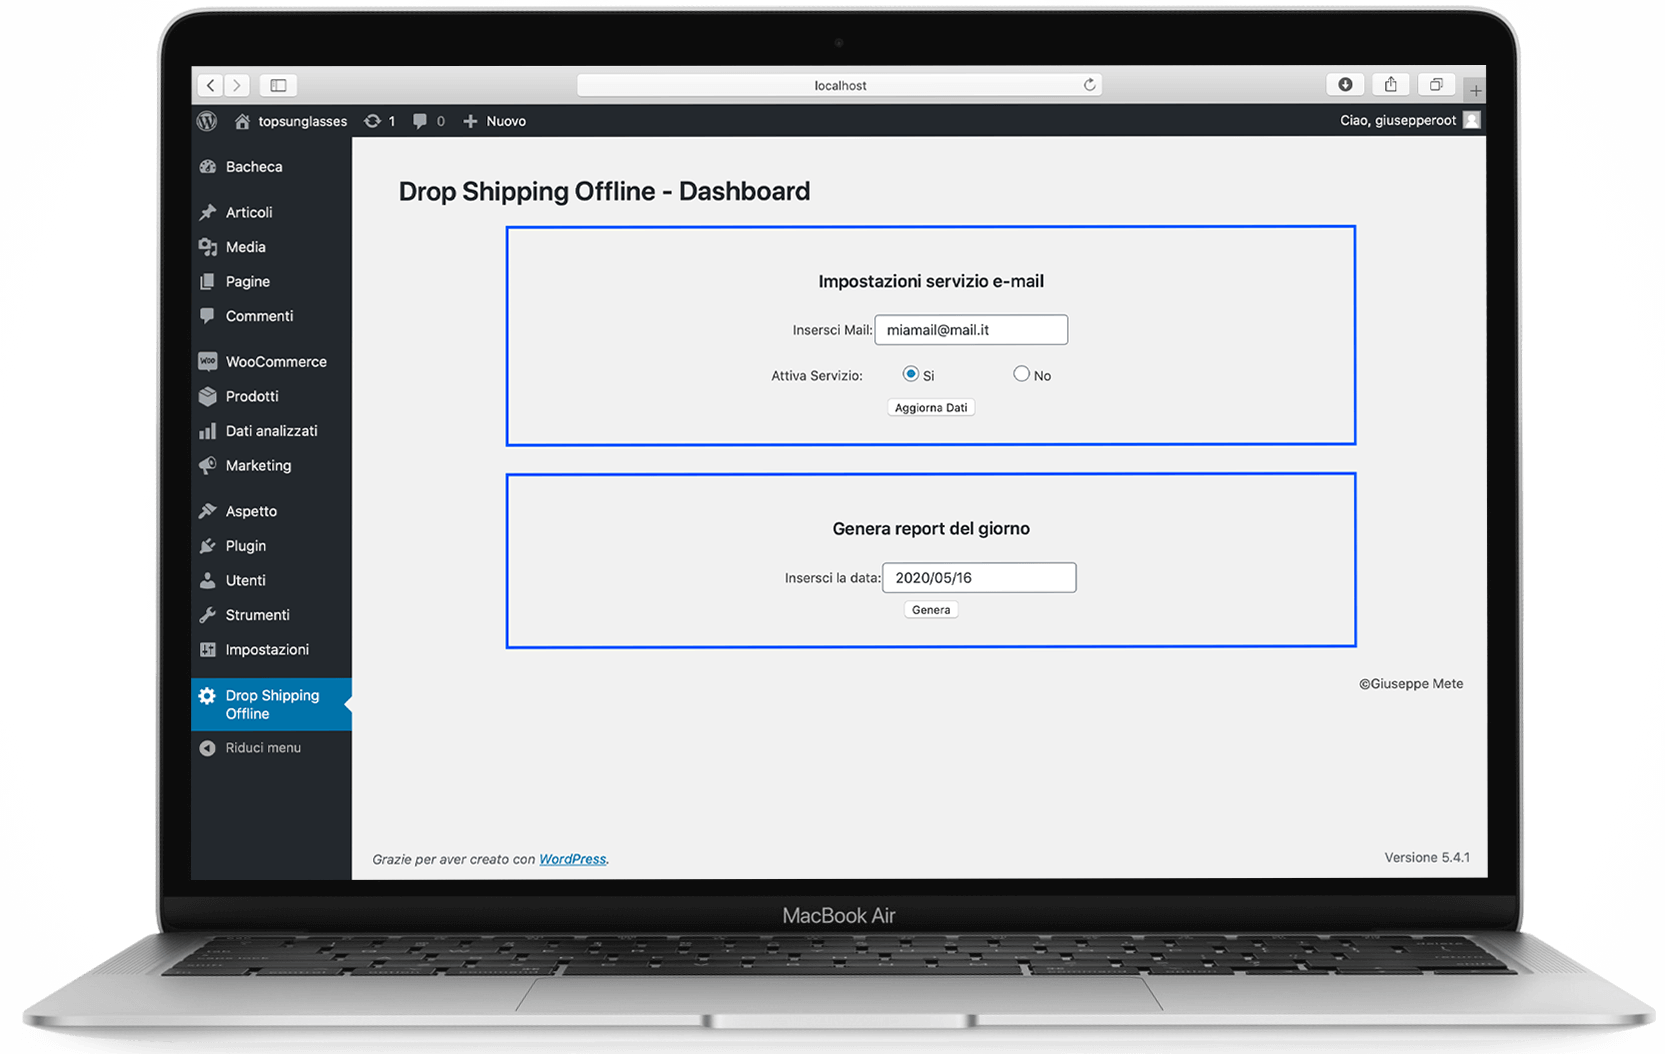 localhost
topsunglasses 1 0 Nuovo
Ciao, giusepperoot
Bacheca
Articoli
Media
Pagine
Commenti
WooCommerce
Prodotti
Dati analizzati
Marketing
Aspetto
Plugin
Utenti
Strumenti
Impostazioni
Drop Shipping
Offline
Riduci menu
Drop Shipping Offline - Dashboard
Impostazioni servizio e-mail
Insersci Mail: miamail@mail.it
Attiva Servizio: Si No
Aggiorna Dati
Genera report del giorno
Insersci la data: 2020/05/16
Genera
©Giuseppe Mete
Grazie per aver creato con WordPress.
Versione 5.4.1
MacBook Air